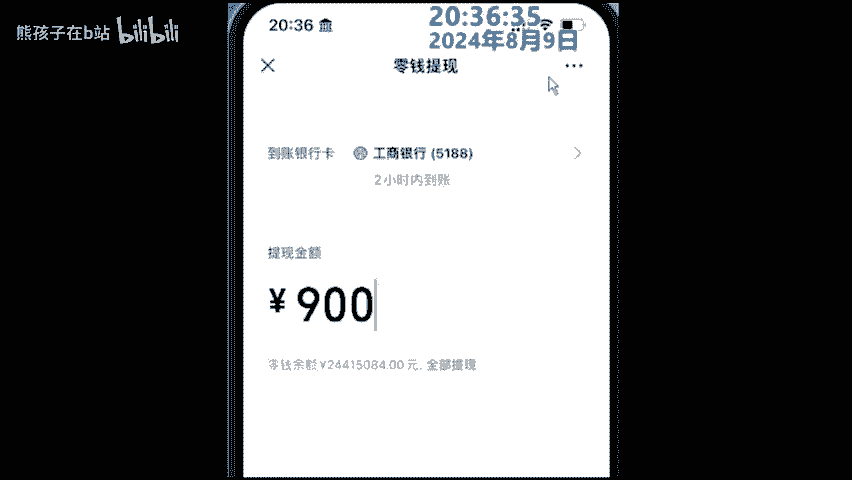 熊孩子在b站 bilibili
20:36
20:36:35
2024年8月9日
零钱提现
到账银行卡 工商银行 (5188)
2小时内到账
提现金额
¥ 900
零钱余额¥24415084.00元, 全部提现